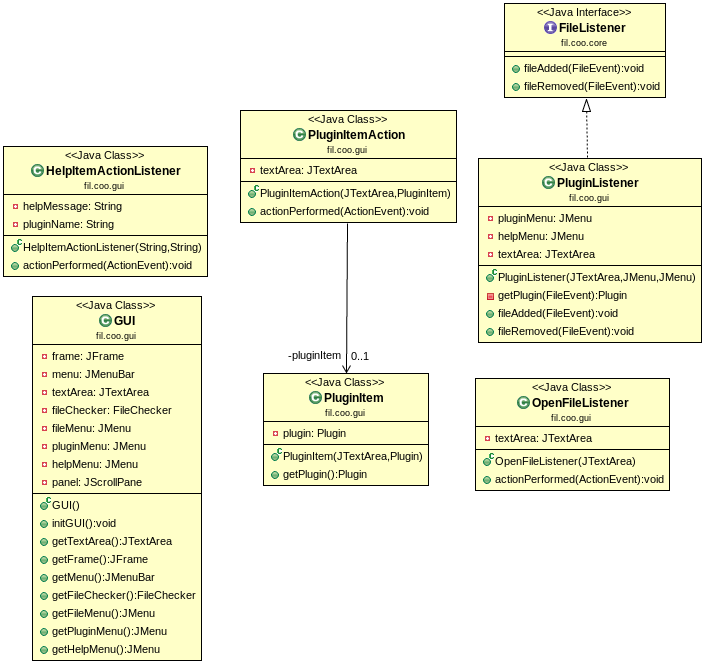 <<Java Interface>>
FileListener
fil.coo.core
fileAdded(FileEvent):void
fileRemoved(FileEvent):void
<<Java Class>>
PluginItemAction
fil.coo.gui
textArea: JTextArea
PluginItemAction(JTextArea,PluginItem)
actionPerformed(ActionEvent):void
<<Java Class>>
HelpItemActionListener
fil.coo.gui
helpMessage: String
pluginName: String
HelpItemActionListener(String,String)
actionPerformed(ActionEvent):void
<<Java Class>>
PluginListener
fil.coo.gui
pluginMenu: JMenu
helpMenu: JMenu
textArea: JTextArea
PluginListener(JTextArea,JMenu,JMenu)
getPlugin(FileEvent):Plugin
fileAdded(FileEvent):void
fileRemoved(FileEvent):void
<<Java Class>>
GUI
fil.coo.gui
frame: JFrame
menu: JMenuBar
textArea: JTextArea
fileChecker: FileChecker
fileMenu: JMenu
pluginMenu: JMenu
helpMenu: JMenu
panel: JScrollPane
GUI()
initGUI():void
getTextArea():JTextArea
getFrame():JFrame
getMenu():JMenuBar
getFileChecker():FileChecker
getFileMenu():JMenu
getPluginMenu():JMenu
getHelpMenu():JMenu
-pluginItem 0..1
<<Java Class>>
PluginItem
fil.coo.gui
plugin: Plugin
PluginItem(JTextArea,Plugin)
getPlugin():Plugin
<<Java Class>>
OpenFileListener
fil.coo.gui
textArea: JTextArea
OpenFileListener(JTextArea)
actionPerformed(ActionEvent):void